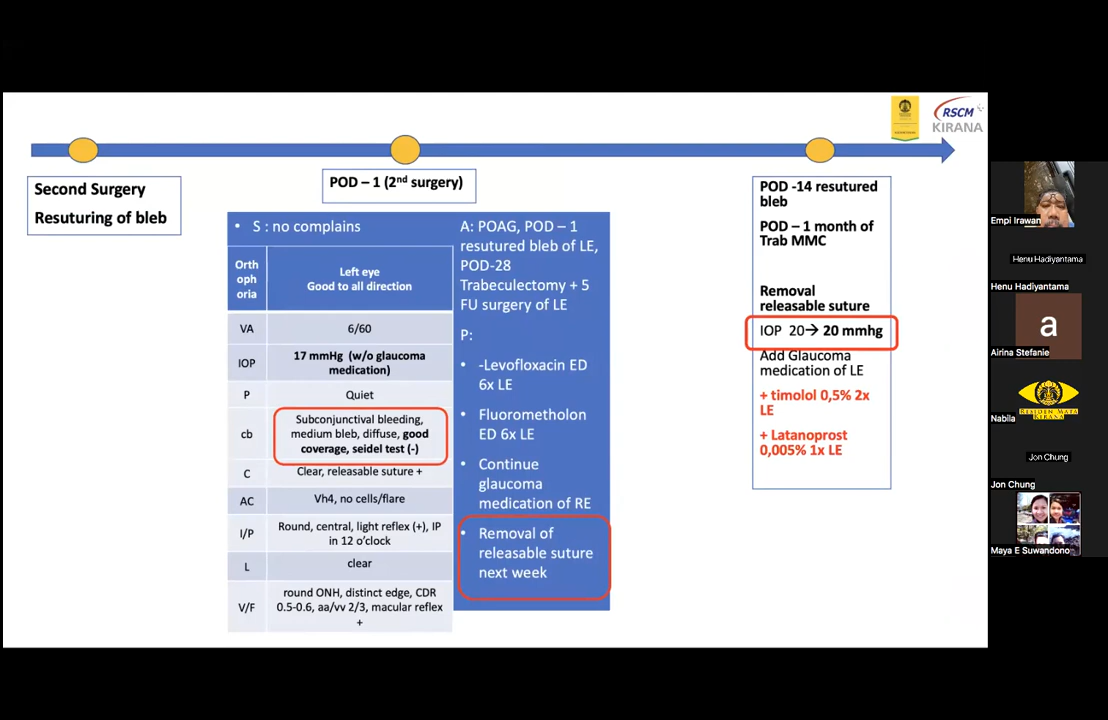 RSCM
KIRANA
Second Surgery
Resuturing of bleb
POD – 1 (2nd surgery)
• S : no complains
Orth
oph
oria
Left eye
Good to all direction
VA
6/60
IOP
17 mmHg (w/o glaucoma
medication)
P
Quiet
cb
Subconjunctival bleeding,
medium bleb, diffuse, good
coverage, seidel test (-)
C
Clear, releasable suture +
AC
Vh4, no cells/flare
I/P
Round, central, light reflex (+), IP
in 12 o'clock
L
clear
V/F
round ONH, distinct edge, CDR
0.5-0.6, aa/vv 2/3, macular reflex
+
A: POAG, POD – 1
resutured bleb of LE,
POD-28
Trabeculectomy + 5
FU surgery of LE
P:
• -Levofloxacin ED
6x LE
• Fluorometholon
ED 6x LE
• Continue
glaucoma
medication of RE
• Removal of
releasable suture
next week
POD -14 resutured
bleb
POD – 1 month of
Trab MMC
Removal
releasable suture
IOP 20→ 20 mmhg
Add Glaucoma
medication of LE
+ timolol 0,5% 2x
LE
+ Latanoprost
0,005% 1x LE
Empi Irawan
Henu Hadiyantama
Henu Hadiyantama
a
Airina Stefanie
RESIDEN MATA
Nabila
Jon Chung
Jon Chung
Maya E Suwandono